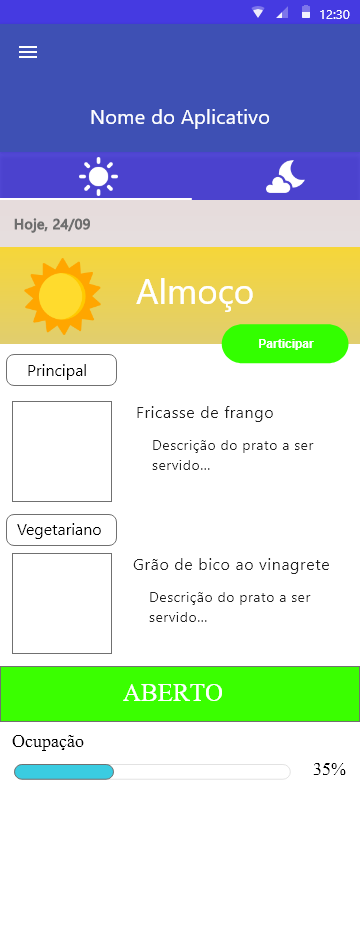 12:30
Nome do Aplicativo
Hoje, 24/09
Almoço
Participar
Principal
Fricasse de frango
Descrição do prato a ser
servido...
Vegetariano
Grão de bico ao vinagrete
Descrição do prato a ser
servido...
ABERTO
Ocupação
35%